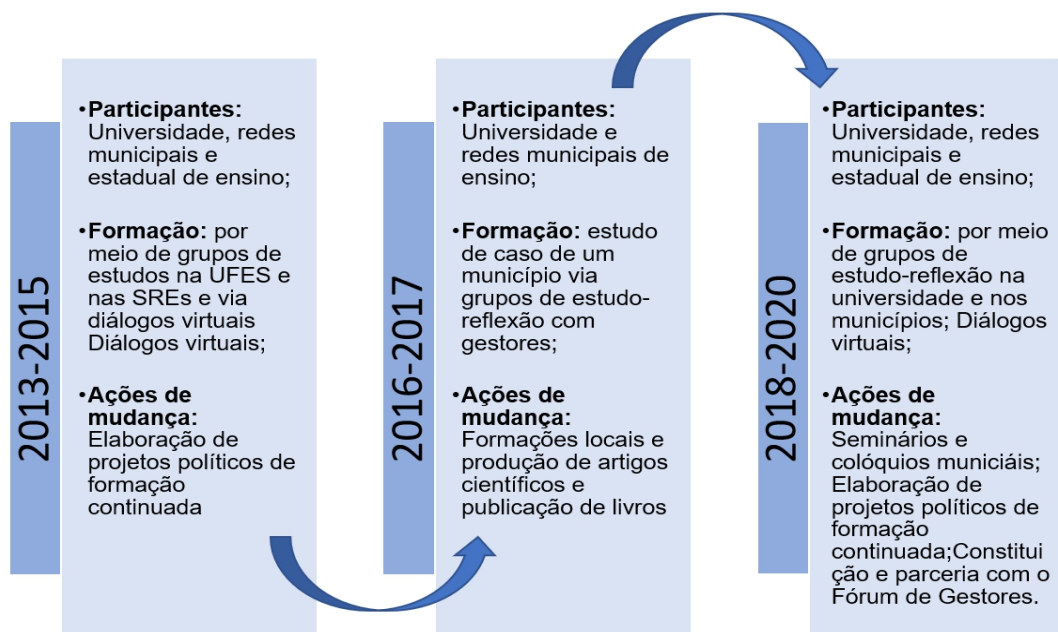 2013-2015
•Participantes:
Universidade, redes
municipais e
estadual de ensino;
•Formação: por
meio de grupos de
estudos na UFES e
nas SREs e via
diálogos virtuais
Diálogos virtuais;
•Ações de
mudança:
Elaboração de
projetos políticos de
formação
continuada
2016-2017
•Participantes:
Universidade e
redes municipais de
ensino;
•Formação: estudo
de caso de um
município via
grupos de estudo-
reflexão com
gestores;
•Ações de
mudança:
Formações locais e
produção de artigos
científicos e
publicação de livros
2018-2020
•Participantes:
Universidade, redes
municipais e
estadual de ensino;
•Formação: por meio
de grupos de
estudo-reflexão na
universidade e nos
municípios; Diálogos
virtuais;
•Ações de
mudança:
Seminários e
colóquios municiáis;
Elaboração de
projetos políticos de
formação
continuada;Constitui
ção e parceria com o
Fórum de Gestores.